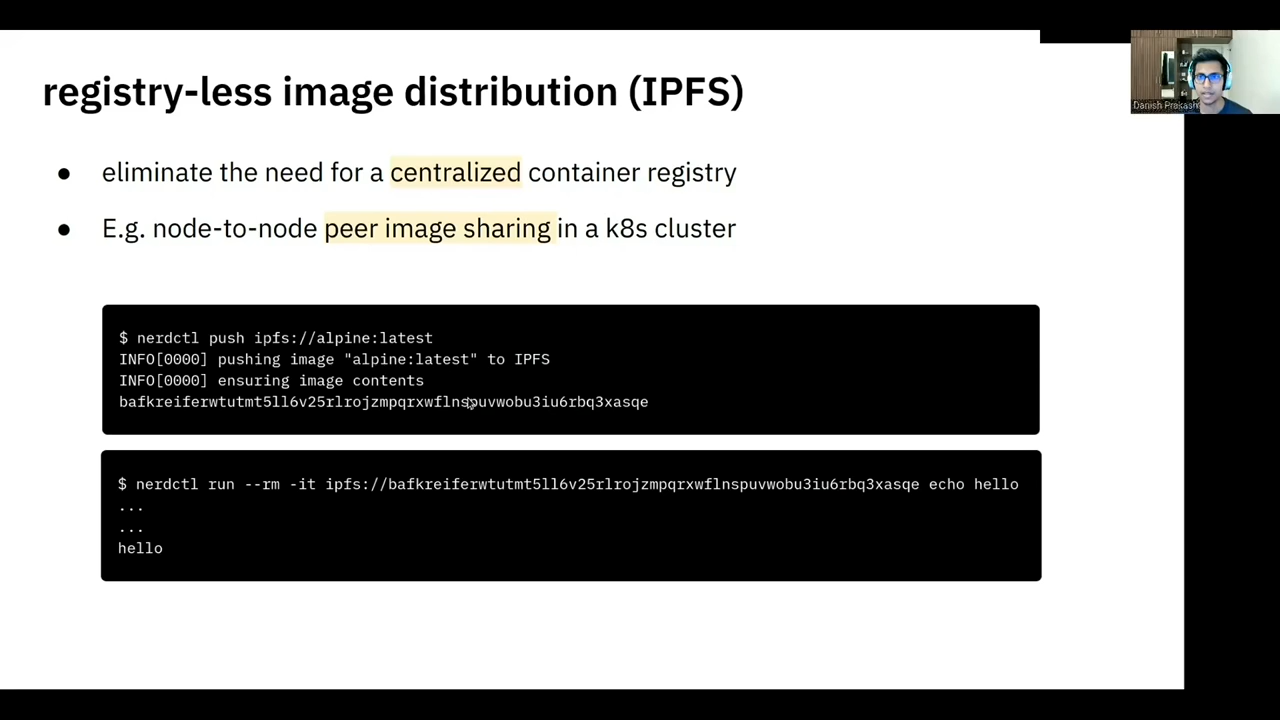 registry-less image distribution (IPFS)
Danish Prakash
● eliminate the need for a centralized container registry
● E.g. node-to-node peer image sharing in a k8s cluster
$ nerdctl push ipfs://alpine:latest
INFO[0000] pushing image "alpine:latest" to IPFS
INFO[0000] ensuring image contents
bafkreiferwtutmt5ll6v25rlrojzmpqrxwflnspuvwobu3iu6rbq3xasqe
$ nerdctl run --rm -it ipfs://bafkreiferwtutmt5ll6v25rlrojzmpqrxwflnspuvwobu3iu6rbq3xasqe echo hello
...
...
hello